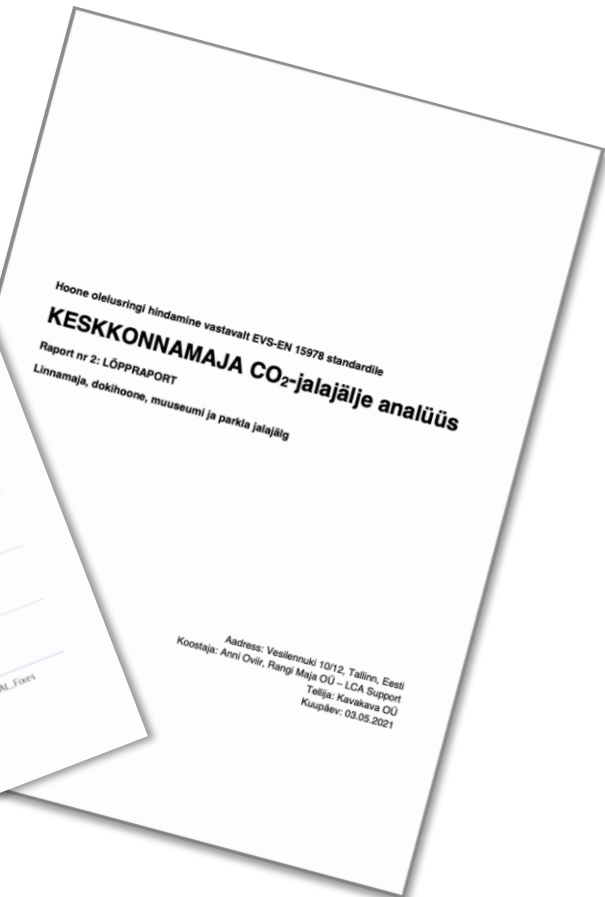 Hoone olelusringi hindamine vastavalt EVS-EN 15978 standardile
KESKKONNAMAJA CO₂-jalajälje analüüs
Raport nr 2: LÕPPRAPORT
Linnamaja, dokihoone, muuseumi ja parkla jalajälg
Aadress: Vesilennuki 10/12, Tallinn, Eesti
Koostaja: Anni Oviir, Rangi Maja OÜ – LCA Support
Tellija: Kavakava OÜ
Kuupäev: 03.05.2021
AL_Fixes